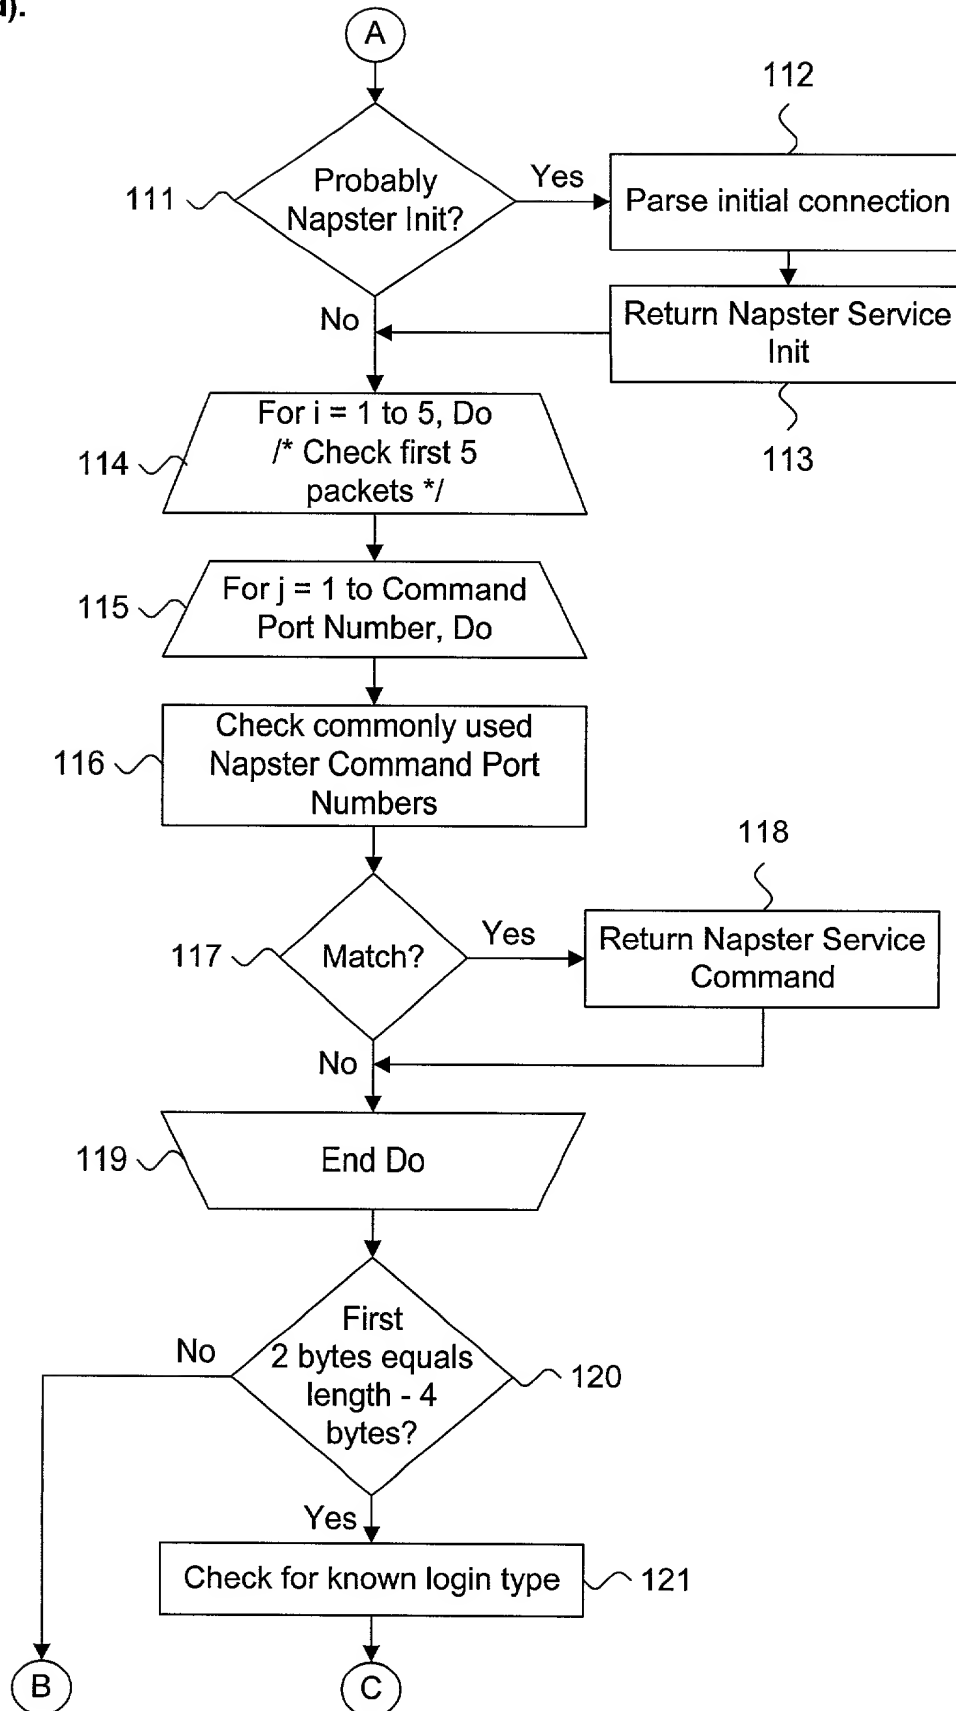 d).
A
112
111
Probably
Napster Init?
Yes
Parse initial connection
No
Return Napster Service
Init
113
114
For i = 1 to 5, Do
/* Check first 5
packets */
115
For j = 1 to Command
Port Number, Do
116
Check commonly used
Napster Command Port
Numbers
118
117
Match?
Yes
Return Napster Service
Command
No
119
End Do
First
2 bytes equals
length - 4
bytes?
No
120
Yes
Check for known login type
121
B
C